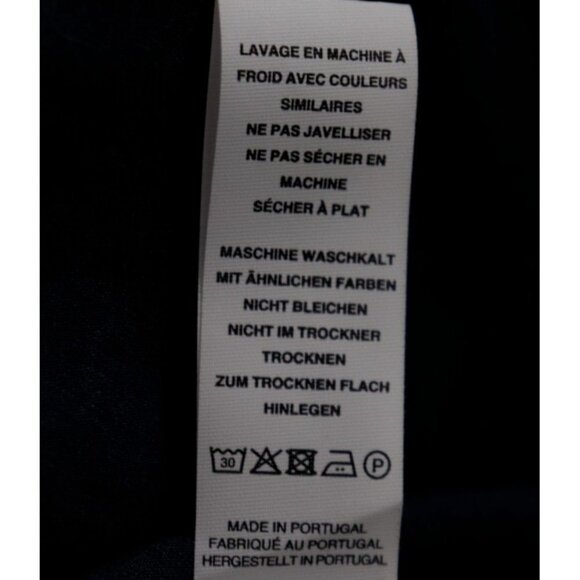 LAVAGE EN MACHINE À
FROID AVEC COULEURS
SIMILAIRES
NE PAS JAVELLISER
NE PAS SÉCHER EN
MACHINE
SÉCHER À PLAT
MASCHINE WASCHKALT
MIT ÄHNLICHEN FARBEN
NICHT BLEICHEN
NICHT IM TROCKNER
TROCKNEN
ZUM TROCKNEN FLACH
HINLEGEN
30 P
MADE IN PORTUGAL
FABRIQUÉ AU PORTUGAL
HERGESTELLT IN PORTUGAL